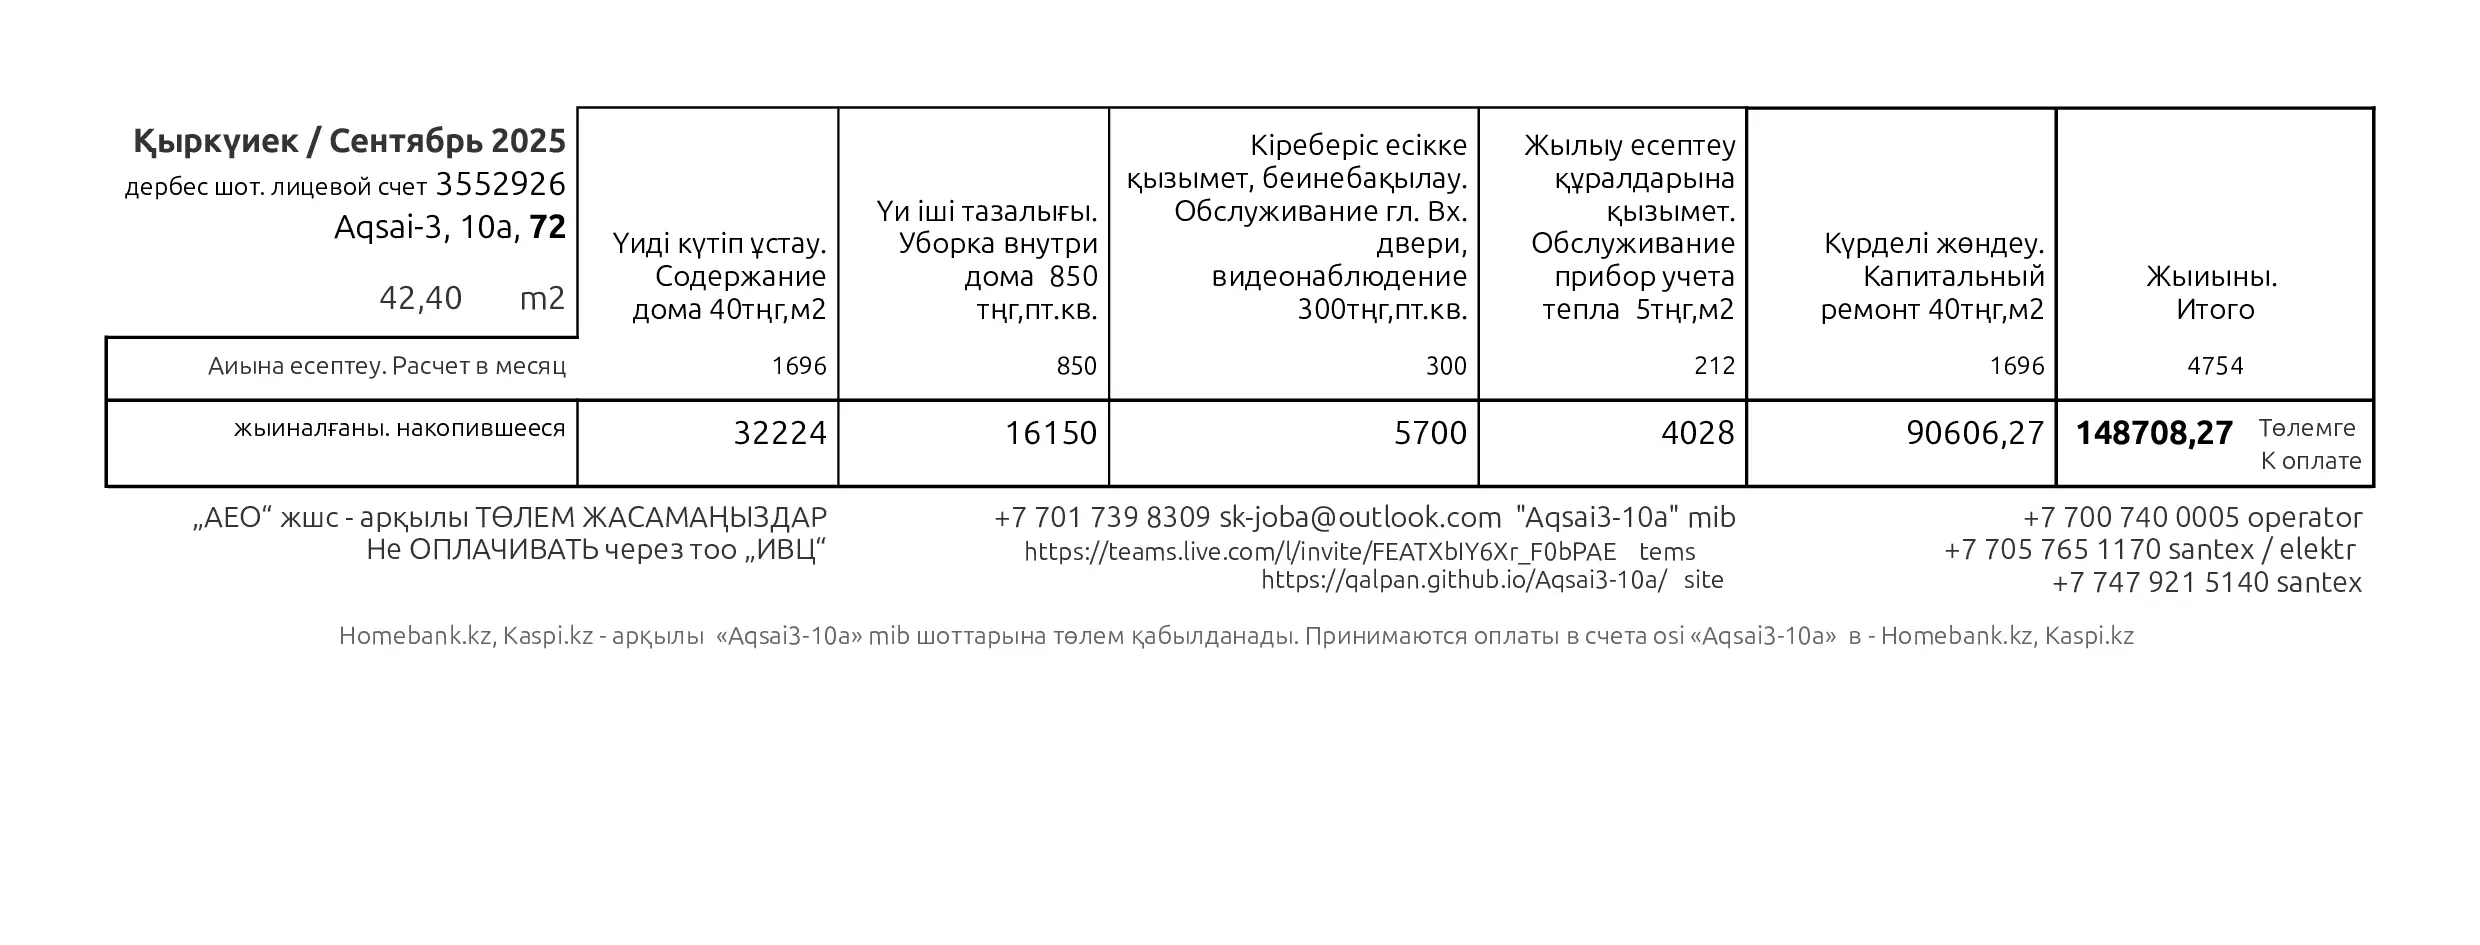 Қыркүиек / Сентябрь 2025
дербес шот. лицевой счет 3552926
Aqsai-3, 10a, 72
42,40 m2
Үиді күтіп ұстау.
Содержание
дома 40тңг,м2
Үи іші тазалығы.
Уборка внутри
дома 850
тңг,пт.кв.
Кіреберіс есікке
қызымет, беинебақылау.
Обслуживание гл. Вх.
двери,
видеонаблюдение
300тңг,пт.кв.
Жылыу есептеу
құралдарына
қызымет.
Обслуживание
прибор учета
тепла 5тңг,м2
Күрделі жөндеу.
Капитальный
ремонт 40тңг,м2
Жыиыны.
Итого
Аиына есептеу. Расчет в месяц 1696 850 300 212 1696 4754
жыиналғаны. накопившееся 32224 16150 5700 4028 90606,27 148708,27 Төлемге
К оплате
„АЕО“ жшс - арқылы ТӨЛЕМ ЖАСАМАҢЫЗДАР
Не ОПЛАЧИВАТЬ через тоо „ИВЦ“
+7 701 739 8309 sk-joba@outlook.com "Aqsai3-10a" mib
https://teams.live.com/l/invite/FEATXbIY6Xr_F0bPAE tems
https://qalpan.github.io/Aqsai3-10a/ site
+7 700 740 0005 operator
+7 705 765 1170 santex / elektr
+7 747 921 5140 santex
Homebank.kz, Kaspi.kz - арқылы «Aqsai3-10a» mib шоттарына төлем қабылданады. Принимаются оплаты в счета osi «Aqsai3-10a» в - Homebank.kz, Kaspi.kz